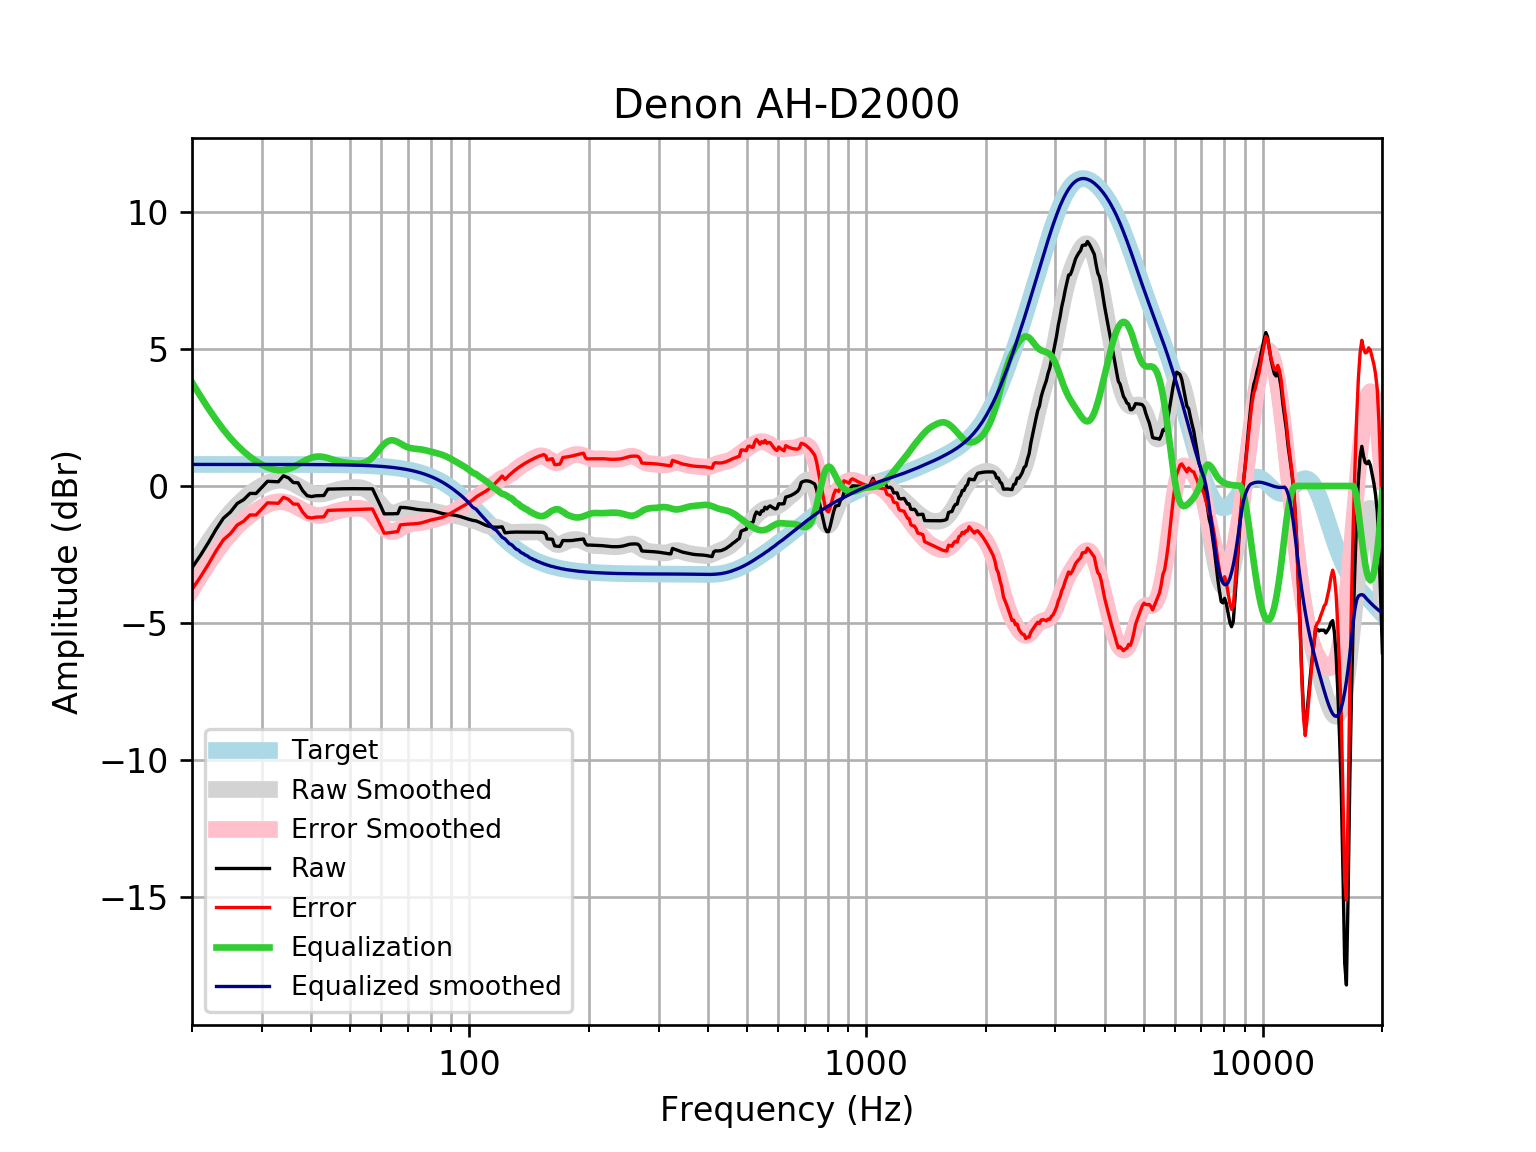 Denon AH-D2000
Amplitude (dBr)
10
5
0
−5
−10
−15
Target
Raw Smoothed
Error Smoothed
Raw
Error
Equalization
Equalized smoothed
100 1000 10000
Frequency (Hz)